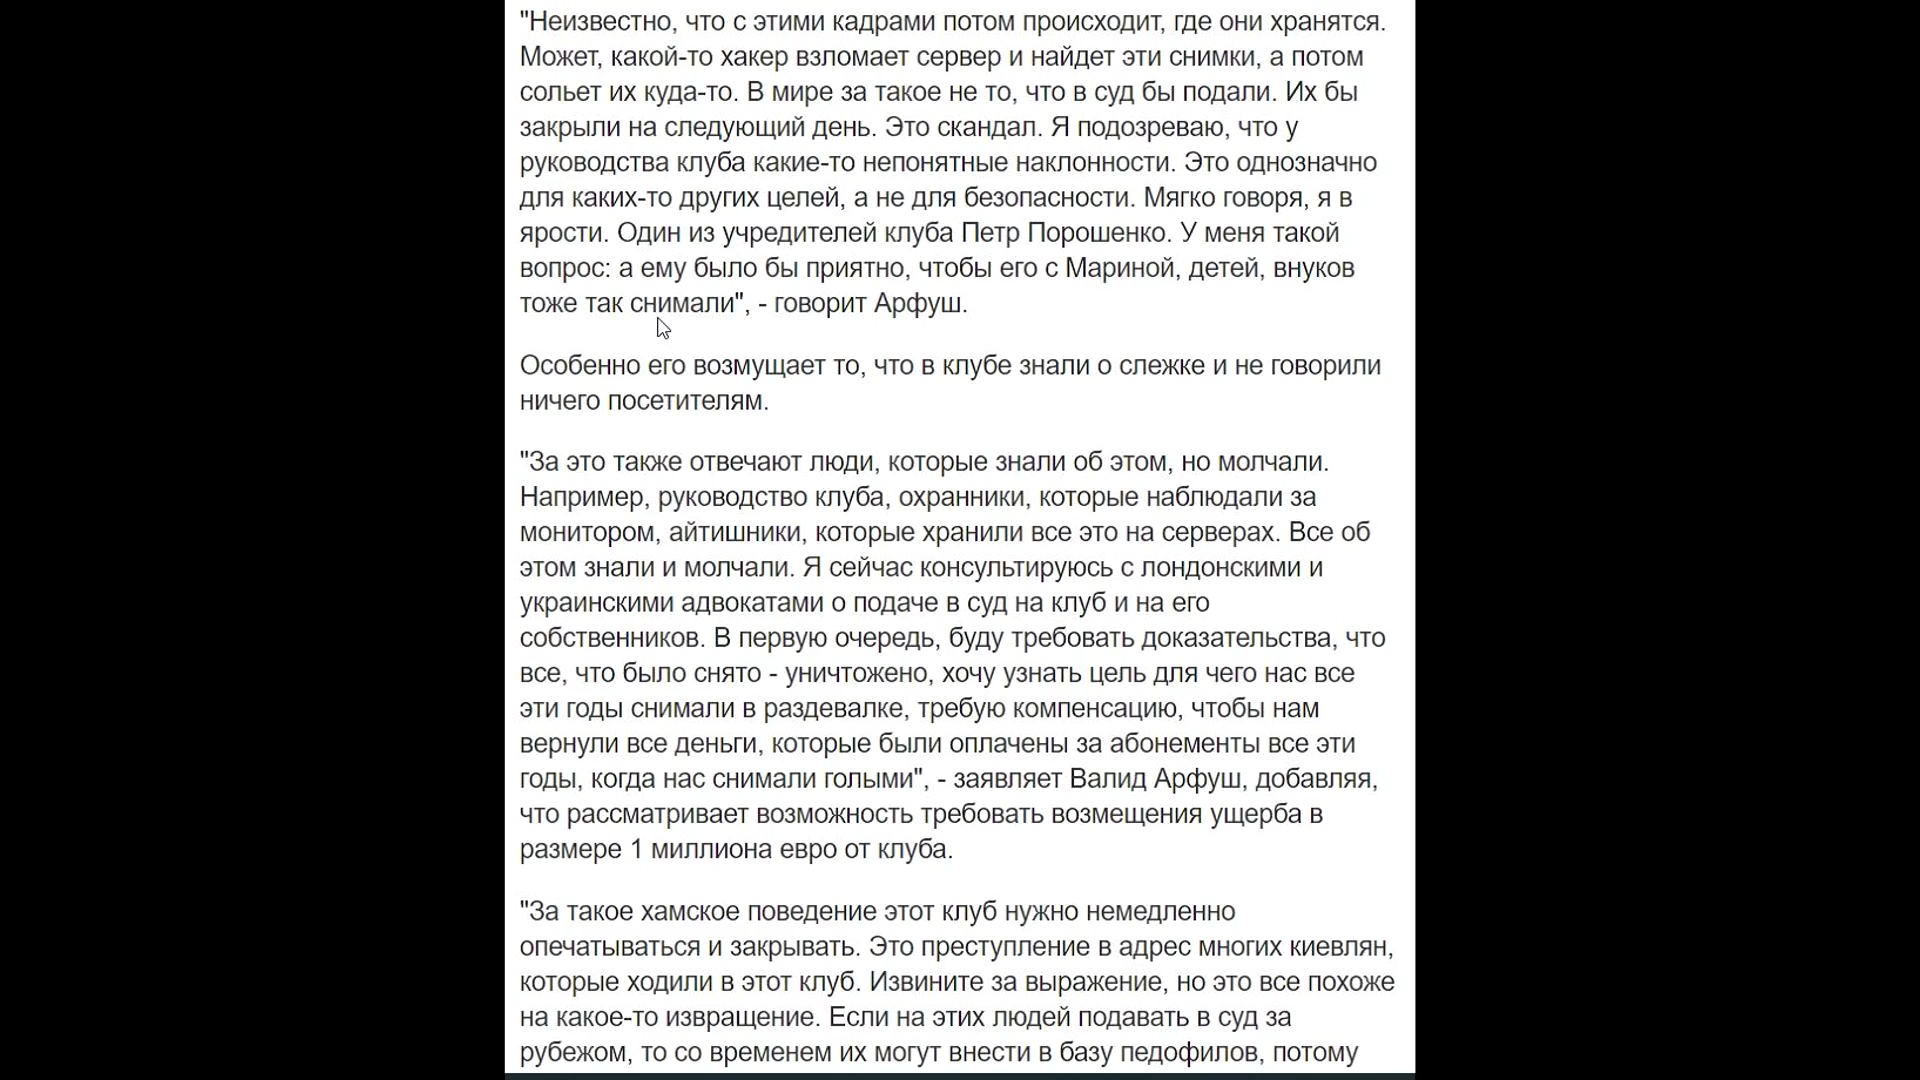 "Неизвестно, что с этими кадрами потом происходит, где они хранятся.
Может, какой-то хакер взломает сервер и найдет эти снимки, а потом
сольет их куда-то. В мире за такое не то, что в суд бы подали. Их бы
закрыли на следующий день. Это скандал. Я подозреваю, что у
руководства клуба какие-то непонятные наклонности. Это однозначно
для каких-то других целей, а не для безопасности. Мягко говоря, я в
ярости. Один из учредителей клуба Петр Порошенко. У меня такой
вопрос: а ему было бы приятно, чтобы его с Мариной, детей, внуков
тоже так снимали", - говорит Арфуш.
Особенно его возмущает то, что в клубе знали о слежке и не говорили
ничего посетителям.
"За это также отвечают люди, которые знали об этом, но молчали.
Например, руководство клуба, охранники, которые наблюдали за
монитором, айтишники, которые хранили все это на серверах. Все об
этом знали и молчали. Я сейчас консультируюсь с лондонскими и
украинскими адвокатами о подаче в суд на клуб и на его
собственников. В первую очередь, буду требовать доказательства, что
все, что было снято - уничтожено, хочу узнать цель для чего нас все
эти годы снимали в раздевалке, требую компенсацию, чтобы нам
вернули все деньги, которые были оплачены за абонементы все эти
годы, когда нас снимали голыми", - заявляет Валид Арфуш, добавляя,
что рассматривает возможность требовать возмещения ущерба в
размере 1 миллиона евро от клуба.
"За такое хамское поведение этот клуб нужно немедленно
опечатываться и закрывать. Это преступление в адрес многих киевлян,
которые ходили в этот клуб. Извините за выражение, но это все похоже
на какое-то извращение. Если на этих людей подавать в суд за
рубежом, то со временем их могут внести в базу педофилов, потому